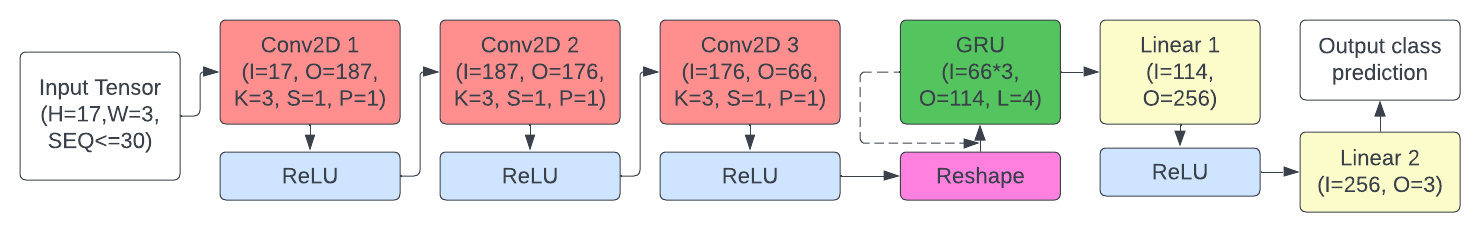 Input Tensor
(H=17,W=3,
SEQ<=30)
Conv2D 1
(I=17, O=187,
K=3, S=1, P=1)
ReLU
Conv2D 2
(I=187, O=176,
K=3, S=1, P=1)
ReLU
Conv2D 3
(I=176, O=66,
K=3, S=1, P=1)
ReLU
Reshape
GRU
(I=66*3,
O=114, L=4)
Linear 1
(I=114,
O=256)
ReLU
Linear 2
(I=256, O=3)
Output class
prediction